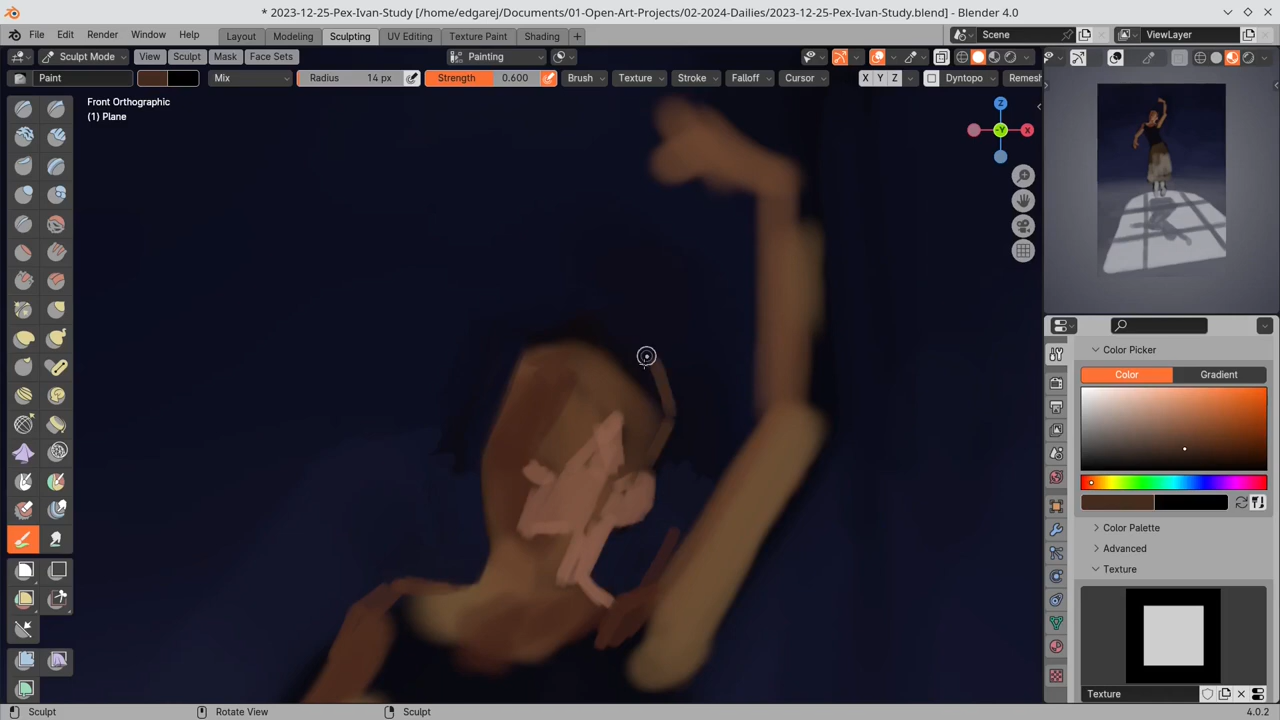 * 2023-12-25-Pex-Ivan-Study [/home/edgarej/Documents/01-Open-Art-Projects/02-2024-Dailies/2023-12-25-Pex-Ivan-Study.blend] - Blender 4.0
File Edit Render Window Help Layout Modeling Sculpting UV Editing Texture Paint Shading + Scene ViewLayer
Sculpt Mode View Sculpt Mask Face Sets Painting
Paint Mix Radius 14 px Strength 0.600 Brush Texture Stroke Falloff Cursor X Y Z Dyntopo Remesh
Front Orthographic
(1) Plane
Z
-Y X
Color Picker
Color Gradient
Color Palette
Advanced
Texture
Texture
Sculpt Rotate View Sculpt 4.0.2